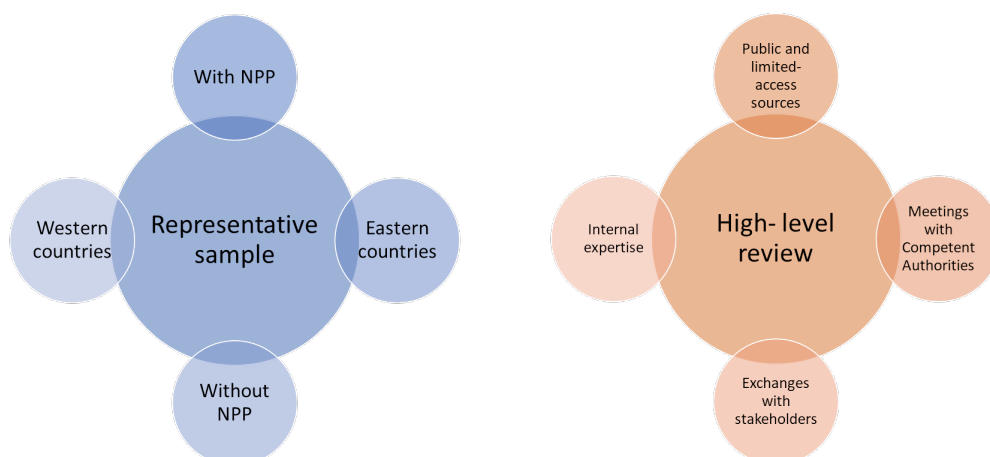 With NPP
Western
countries
Representative
sample
Eastern
countries
Without
NPP
Public and
limited-
access
sources
Internal
expertise
High- level
review
Meetings
with
Competent
Authorities
Exchanges
with
stakeholders